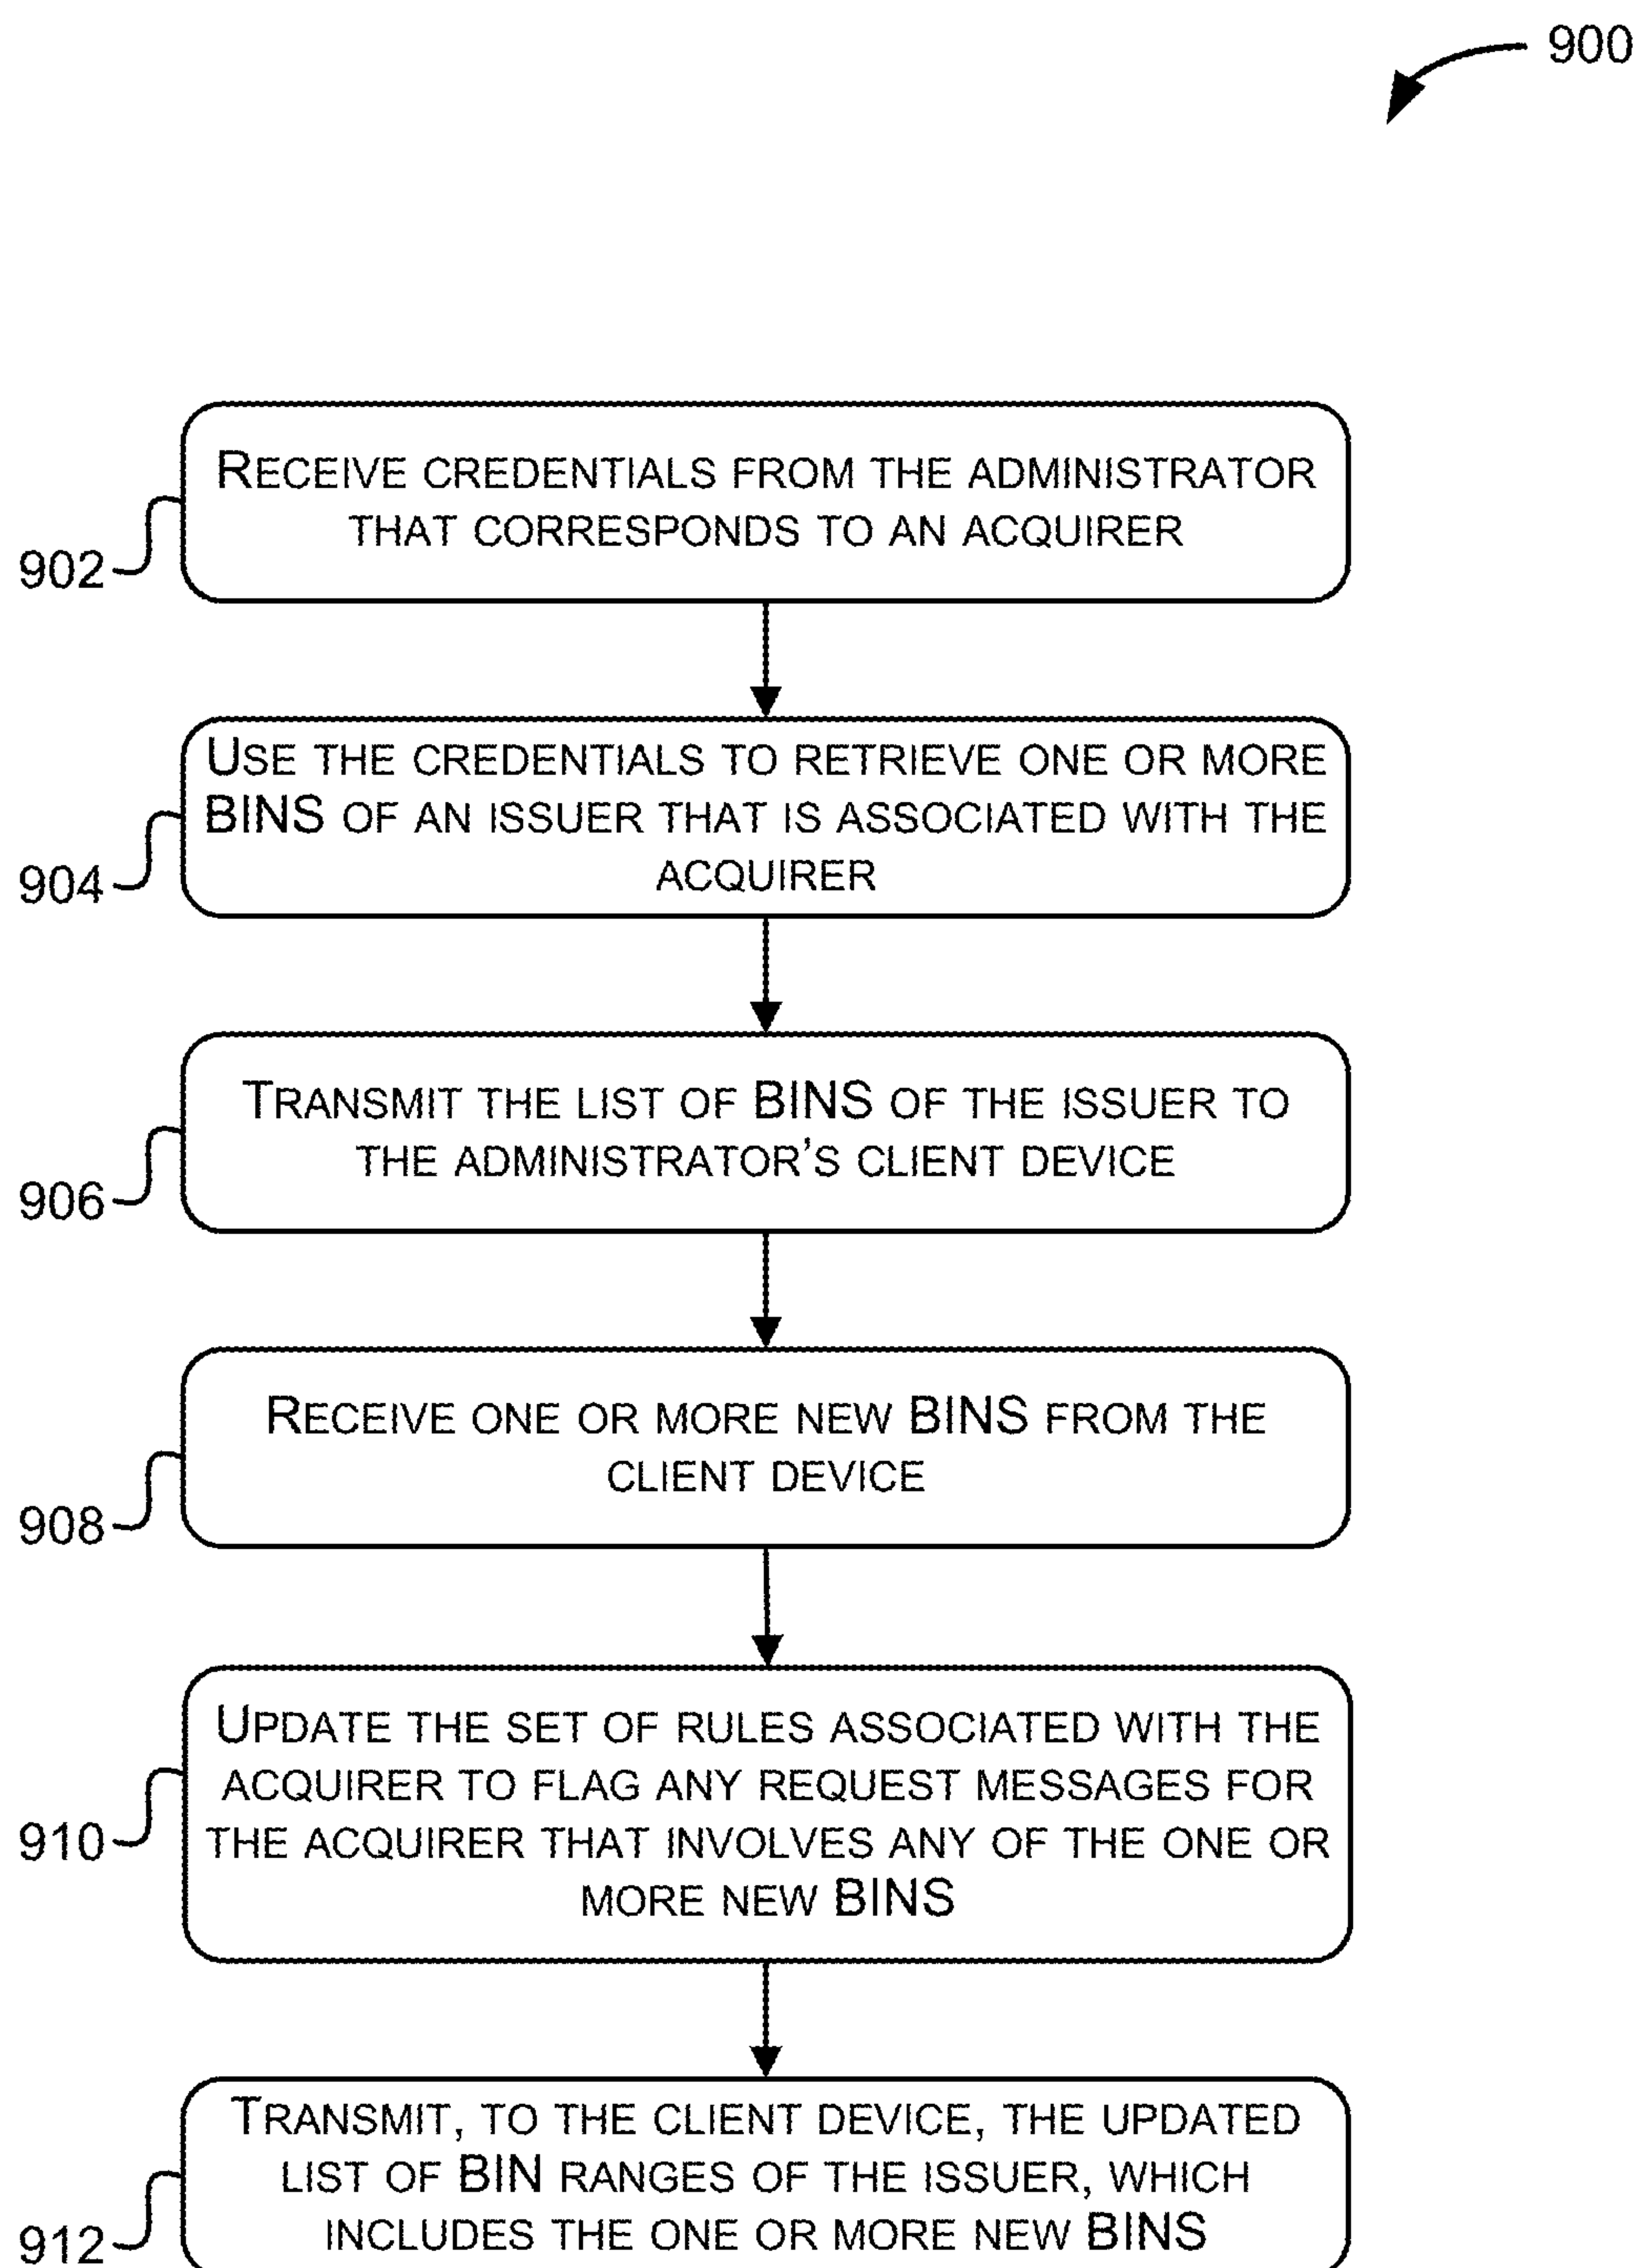 900
RECEIVE CREDENTIALS FROM THE ADMINISTRATOR
THAT CORRESPONDS TO AN ACQUIRER
902
USE THE CREDENTIALS TO RETRIEVE ONE OR MORE
BINS OF AN ISSUER THAT IS ASSOCIATED WITH THE
ACQUIRER
904
TRANSMIT THE LIST OF BINS OF THE ISSUER TO
THE ADMINISTRATOR'S CLIENT DEVICE
906
RECEIVE ONE OR MORE NEW BINS FROM THE
CLIENT DEVICE
908
UPDATE THE SET OF RULES ASSOCIATED WITH THE
ACQUIRER TO FLAG ANY REQUEST MESSAGES FOR
THE ACQUIRER THAT INVOLVES ANY OF THE ONE OR
MORE NEW BINS
910
TRANSMIT, TO THE CLIENT DEVICE, THE UPDATED
LIST OF BIN RANGES OF THE ISSUER, WHICH
INCLUDES THE ONE OR MORE NEW BINS
912